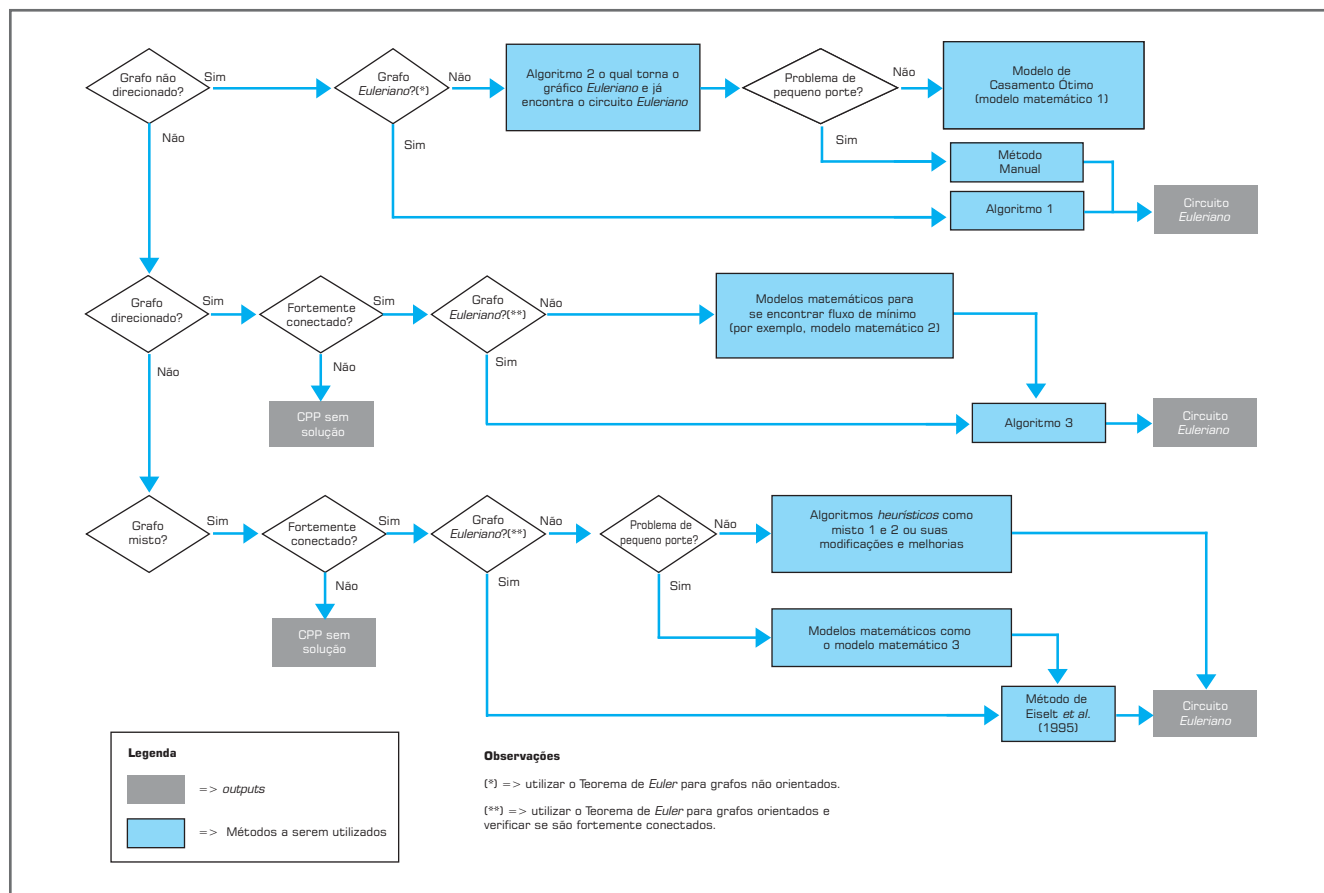 Grafo não
direcionado?
Sim
Não
Grafo
Euleriano?(*)
Não
Sim
Algoritmo 2 o qual torna o
gráfico Euleriano e já
encontra o circuito Euleriano
Problema de
pequeno porte?
Não
Sim
Modelo de
Casamento Ótimo
(modelo matemático 1)
Método
Manual
Algoritmo 1
Circuito
Euleriano
Grafo
direcionado?
Sim
Não
Fortemente
conectado?
Sim
Não
CPP sem
solução
Grafo
Euleriano?(**)
Não
Sim
Modelos matemáticos para
se encontrar fluxo de mínimo
(por exemplo, modelo matemático 2)
Algoritmo 3
Circuito
Euleriano
Grafo
misto?
Sim
Fortemente
conectado?
Sim
Não
CPP sem
solução
Grafo
Euleriano?(**)
Não
Sim
Problema de
pequeno porte?
Não
Sim
Algoritmos heurísticos como
misto 1 e 2 ou suas
modificações e melhorias
Modelos matemáticos como
o modelo matemático 3
Método de
Eiselt et al.
(1995)
Circuito
Euleriano
Legenda
=> outputs
=> Métodos a serem utilizados
Observações
(*) => utilizar o Teorema de Euler para grafos não orientados.
(**) => utilizar o Teorema de Euler para grafos orientados e
verificar se são fortemente conectados.